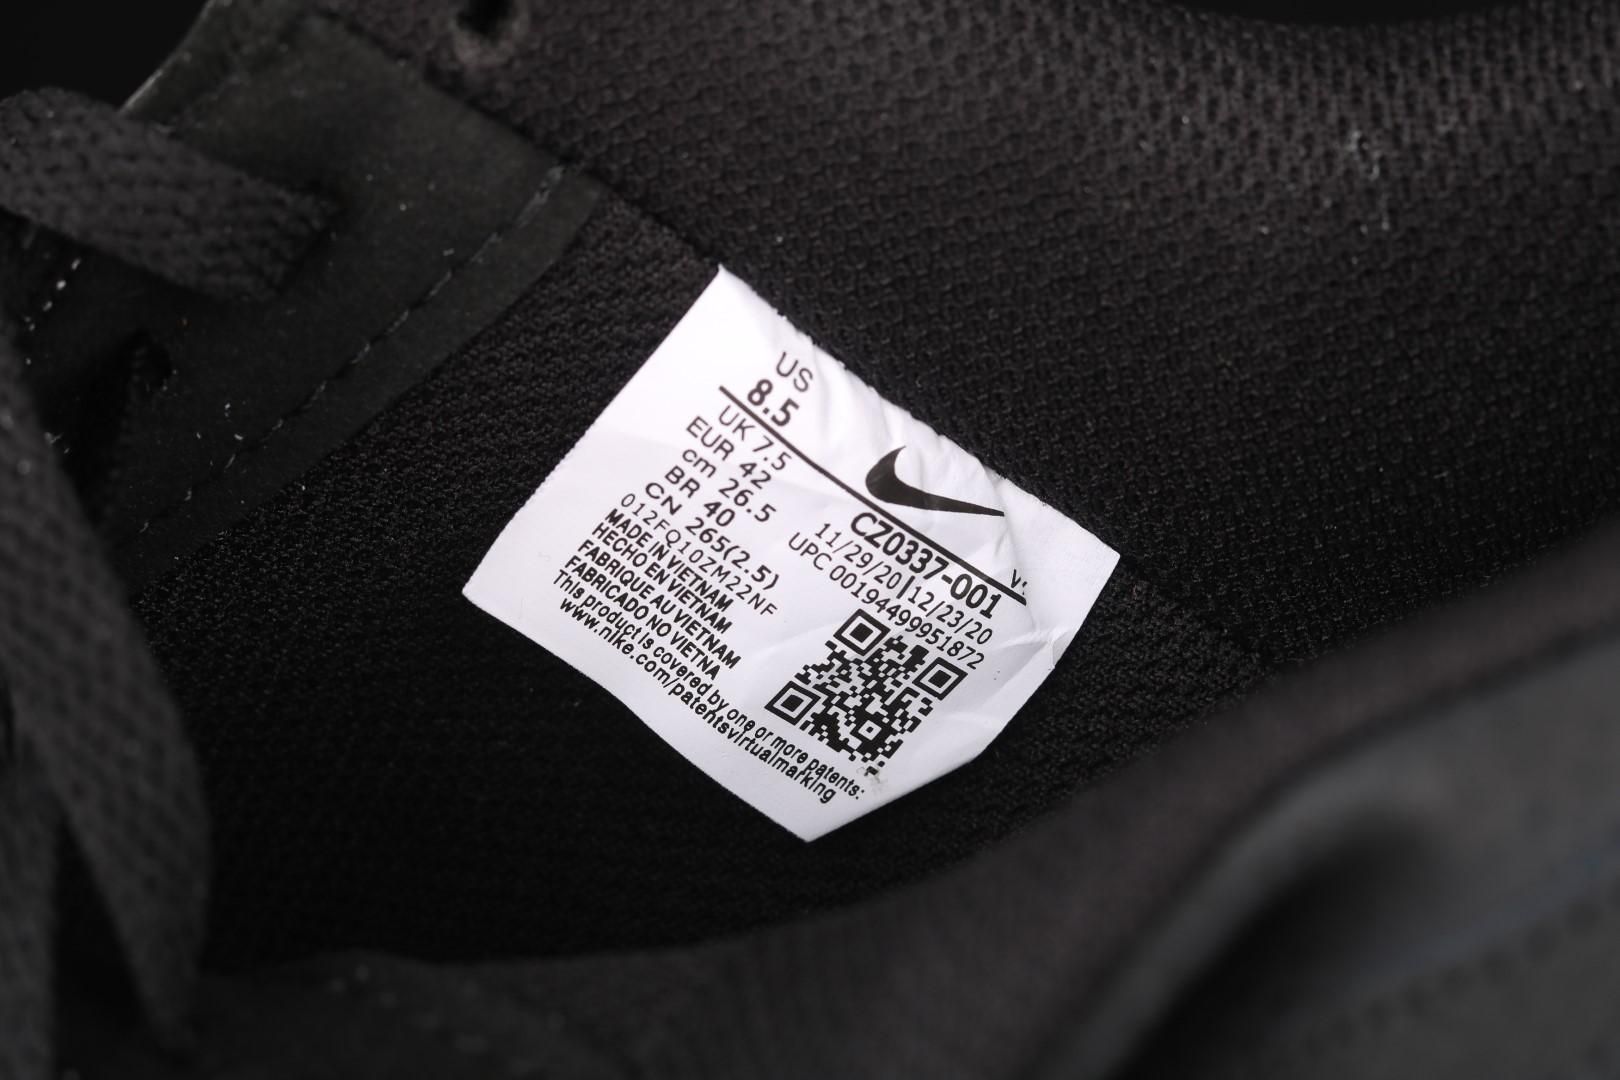 US
8.5
UK 7.5
EUR 42
cm 26.5
BR 40
CN 265(2.5)
012FQ10ZM22NF
MADE IN VIETNAM
HECHO EN VIETNAM
FABRIQUE AU VIETNAM
FABRICADO NO VIETNA
This product is covered by one or more patents:
www.nike.com/patentsvirtualmarking
CZ0337-001
11/29/20|12/23/20
UPC 00194499951872